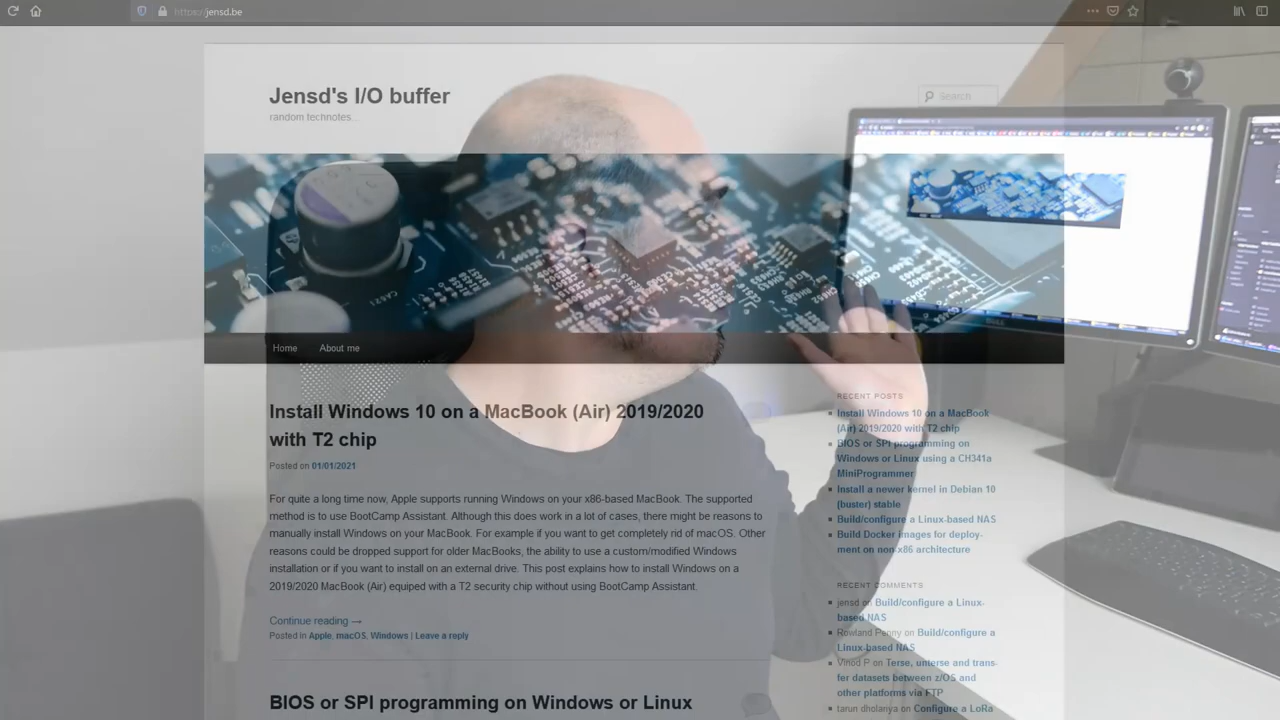 https://jensd.be
Jensd's I/O buffer
random technotes...
Search
Home
About me
Install Windows 10 on a MacBook (Air) 2019/2020
with T2 chip
Posted on 01/01/2021
For quite a long time now, Apple supports running Windows on your x86-based MacBook. The supported
method is to use BootCamp Assistant. Although this does work in a lot of cases, there might be reasons to
manually install Windows on your MacBook. For example if you want to get completely rid of macOS. Other
reasons could be dropped support for older MacBooks, the ability to use a custom/modified Windows
installation or if you want to install on an external drive. This post explains how to install Windows on a
2019/2020 MacBook (Air) equiped with a T2 security chip without using BootCamp Assistant.
Continue reading →
Posted in Apple, macOS, Windows | Leave a reply
BIOS or SPI programming on Windows or Linux
RECENT POSTS
Install Windows 10 on a MacBook
(Air) 2019/2020 with T2 chip
BIOS or SPI programming on
Windows or Linux using a CH341a
MiniProgrammer
Install a newer kernel in Debian 10
(buster) stable
Build/configure a Linux-based NAS
Build Docker images for deploy-
ment on non-x86 architecture
RECENT COMMENTS
jensd on Build/configure a Linux-
based NAS
Rowland Penny on Build/configure a
Linux-based NAS
Vinod P on Terse, unterse and trans-
fer datasets between z/OS and
other platforms via FTP
tarun dholariya on Configure a LoRa